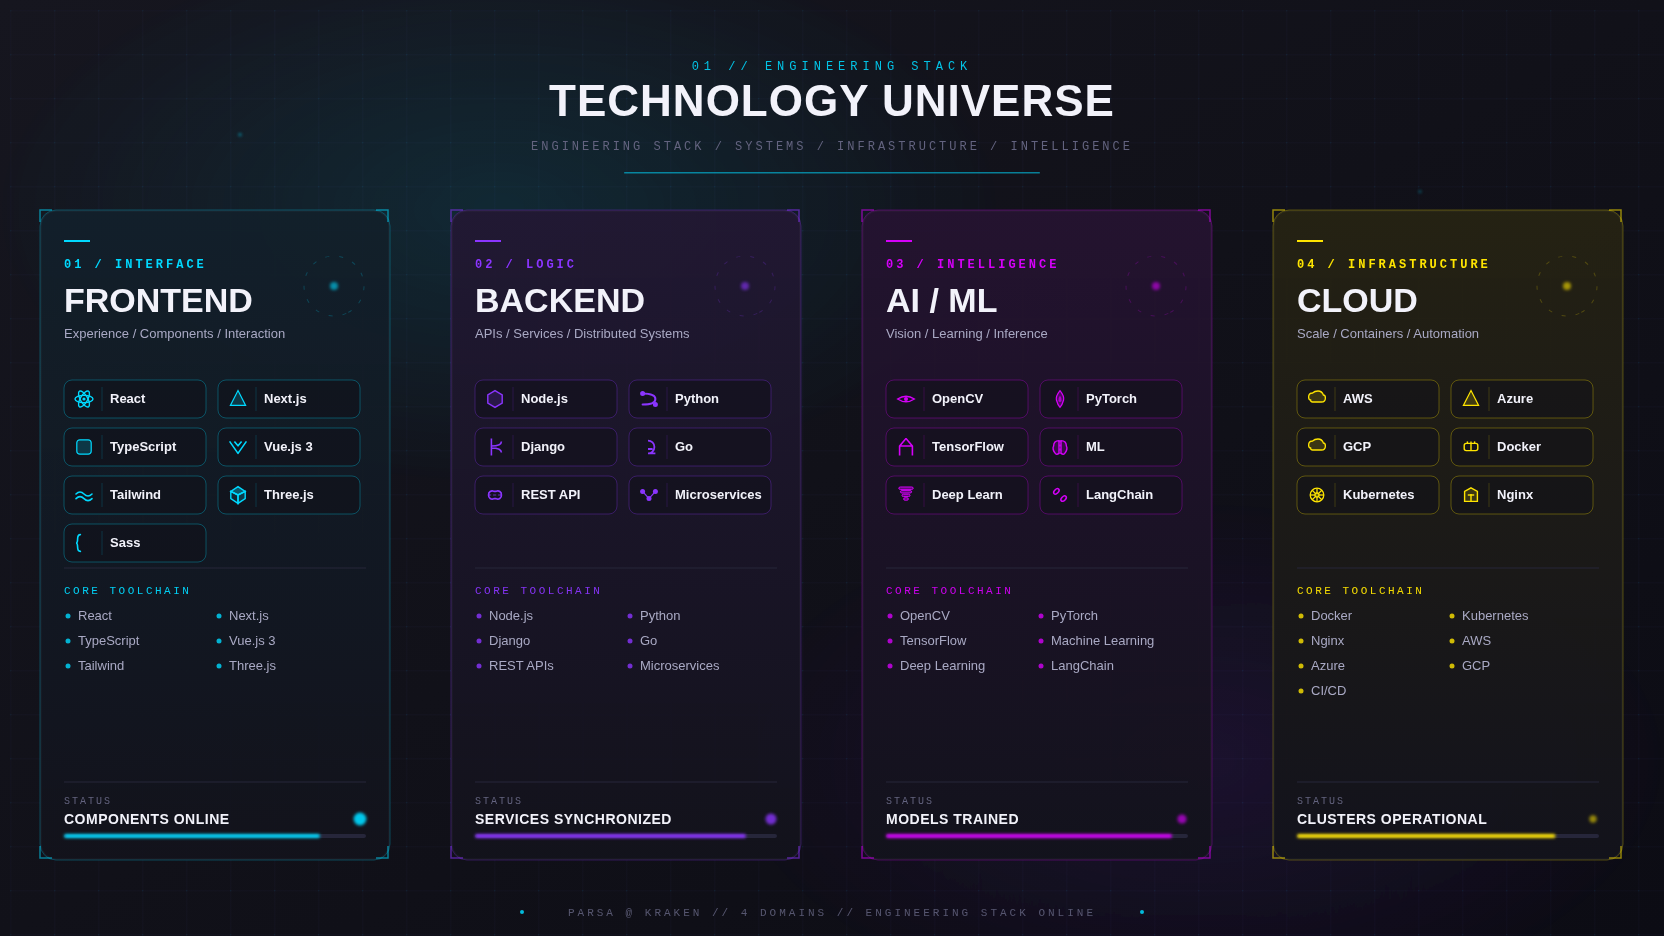 01 // ENGINEERING STACK
TECHNOLOGY UNIVERSE
ENGINEERING STACK / SYSTEMS / INFRASTRUCTURE / INTELLIGENCE
01 / INTERFACE
FRONTEND
Experience / Components / Interaction
React
Next.js
TypeScript
Vue.js 3
Tailwind
Three.js
Sass
CORE TOOLCHAIN
React
Next.js
TypeScript
Vue.js 3
Tailwind
Three.js
STATUS
COMPONENTS ONLINE
02 / LOGIC
BACKEND
APIs / Services / Distributed Systems
Node.js
Python
Django
Go
REST API
Microservices
CORE TOOLCHAIN
Node.js
Python
Django
Go
REST APIs
Microservices
STATUS
SERVICES SYNCHRONIZED
03 / INTELLIGENCE
AI / ML
Vision / Learning / Inference
OpenCV
PyTorch
TensorFlow
ML
Deep Learn
LangChain
CORE TOOLCHAIN
OpenCV
PyTorch
TensorFlow
Machine Learning
Deep Learning
LangChain
STATUS
MODELS TRAINED
04 / INFRASTRUCTURE
CLOUD
Scale / Containers / Automation
AWS
Azure
GCP
Docker
Kubernetes
Nginx
CORE TOOLCHAIN
Docker
Kubernetes
Nginx
AWS
Azure
GCP
CI/CD
STATUS
CLUSTERS OPERATIONAL
PARSA @ KRAKEN // 4 DOMAINS // ENGINEERING STACK ONLINE